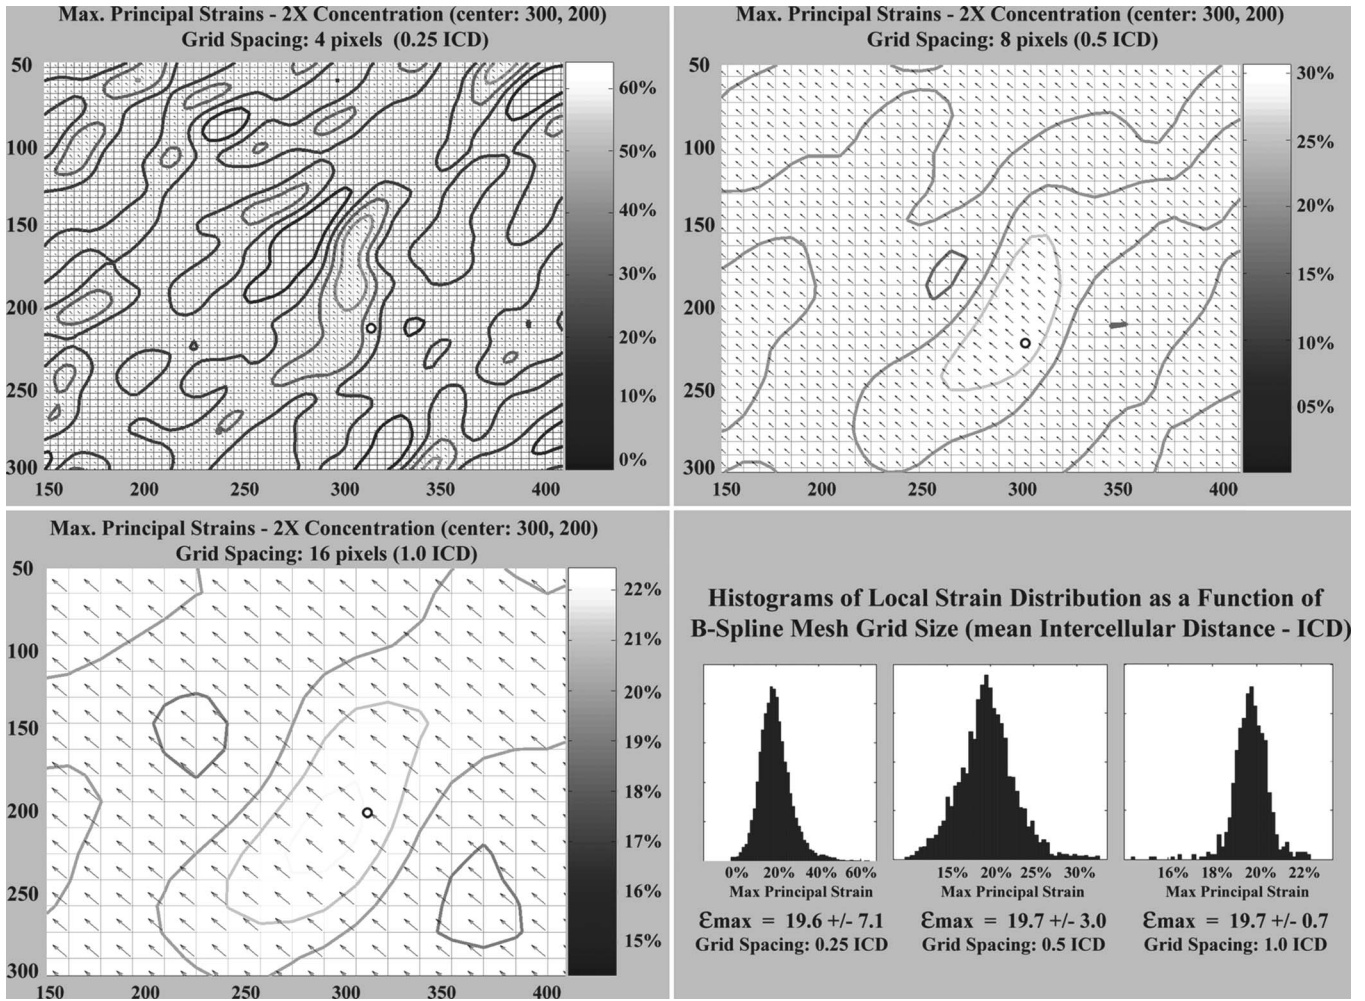 Max. Principal Strains - 2X Concentration (center: 300, 200)
Grid Spacing: 4 pixels (0.25 ICD)
50
100
150
200
250
300
150 200 250 300 350 400
60%
50%
40%
30%
20%
10%
0%
Max. Principal Strains - 2X Concentration (center: 300, 200)
Grid Spacing: 8 pixels (0.5 ICD)
50
100
150
200
250
300
150 200 250 300 350 400
30%
20%
15%
10%
05%
Max. Principal Strains - 2X Concentration (center: 300, 200)
Grid Spacing: 16 pixels (1.0 ICD)
50
100
150
200
250
300
150 200 250 300 350 400
22%
21%
20%
19%
18%
17%
16%
15%
Histograms of Local Strain Distribution as a Function of
B-Spline Mesh Grid Size (mean Intercellular Distance - ICD)
0% 20% 40% 60%
Max Principal Strain
Ɛmax = 19.6 +/- 7.1
Grid Spacing: 0.25 ICD
15% 20% 25% 30%
Max Principal Strain
Ɛmax = 19.7 +/- 3.0
Grid Spacing: 0.5 ICD
16% 18% 20% 22%
Max Principal Strain
Ɛmax = 19.7 +/- 0.7
Grid Spacing: 1.0 ICD